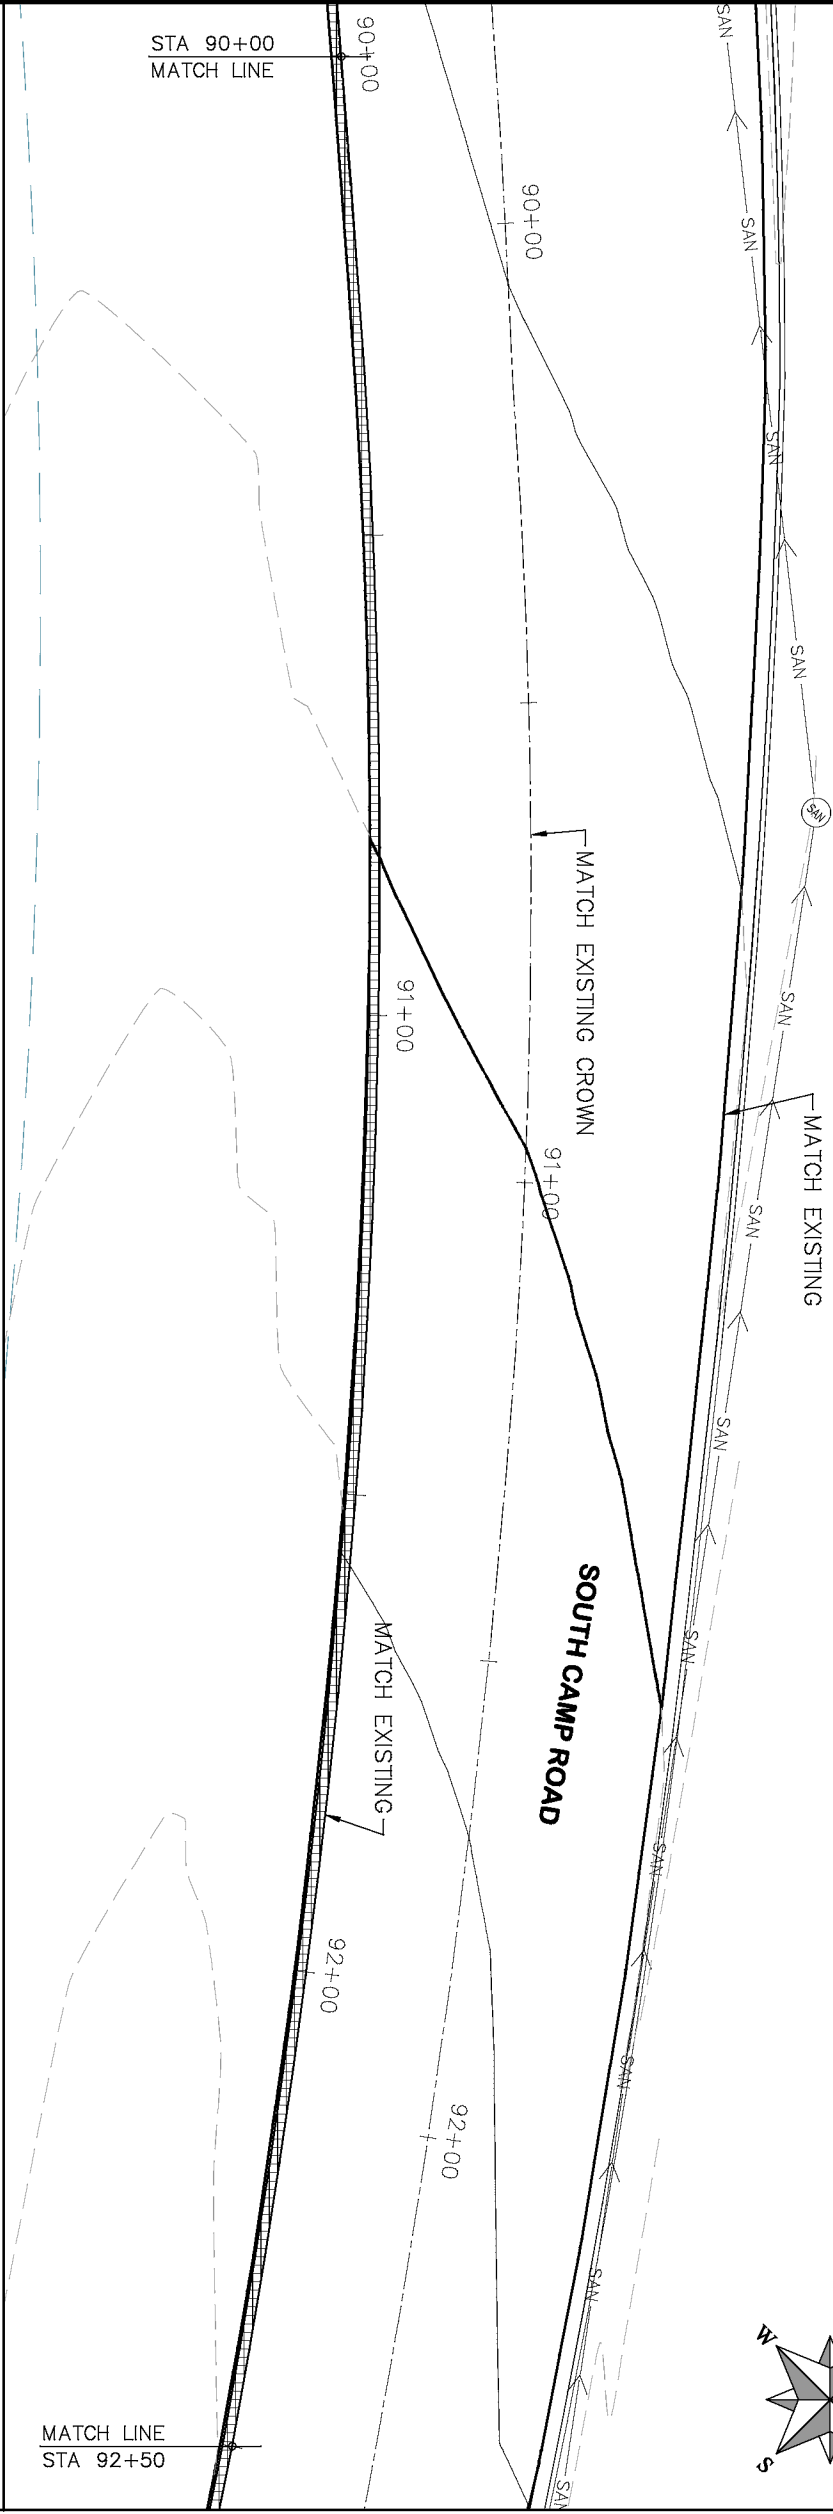 STA 90+00
MATCH LINE
90+00
SAN
90+00
SAN
SAN
SAN
SAN
MATCH EXISTING CROWN
91+00
SAN
MATCH EXISTING
91+00
SAN
SAN
SOUTH CAMP ROAD
SAN
MATCH EXISTING
SAN
92+00
SAN
92+00
SAN
SAN
W
S
MATCH LINE
STA 92+50